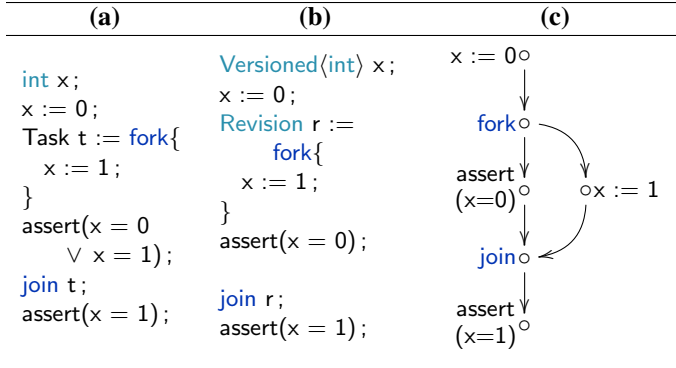 (a) (b) (c)
int x ;
x := 0 ;
Task t := fork{
x := 1 ;
}
assert(x = 0
∨ x = 1) ;
join t ;
assert(x = 1) ;
Versioned⟨int⟩ x ;
x := 0 ;
Revision r :=
fork{
x := 1 ;
}
assert(x = 0) ;
join r ;
assert(x = 1) ;
x := 0
fork
assert
(x=0)
x := 1
join
assert
(x=1)